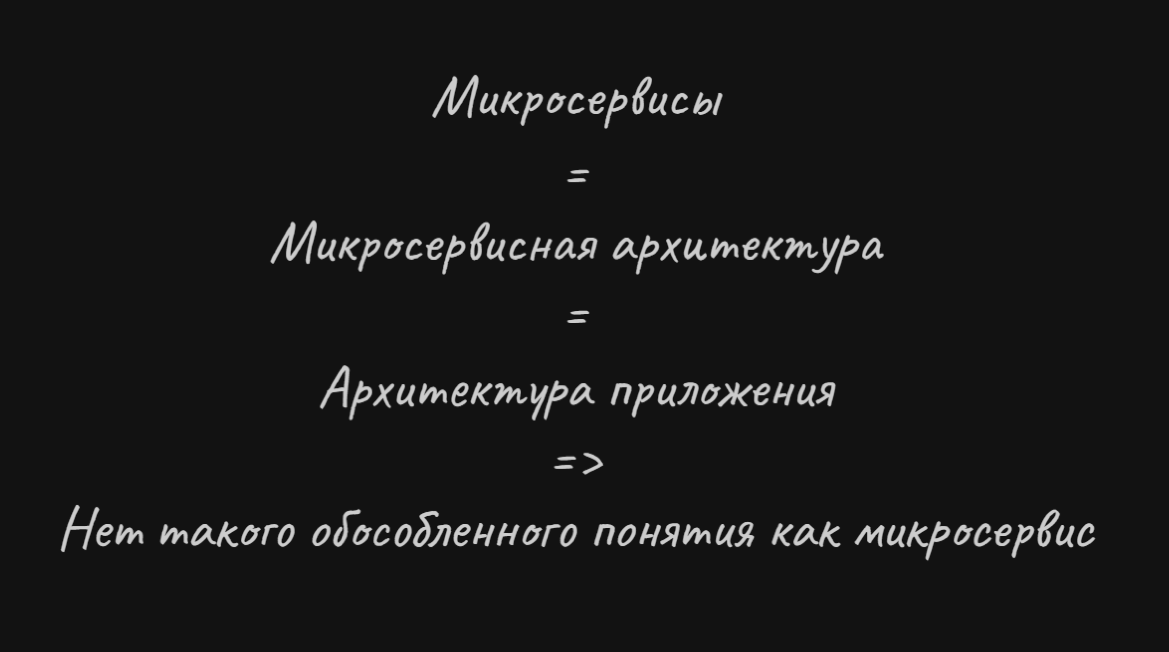 Микросервисы
=
Микросервисная архитектура
=
Архитектура приложения
=>
Нет такого обособленного понятия как микросервис